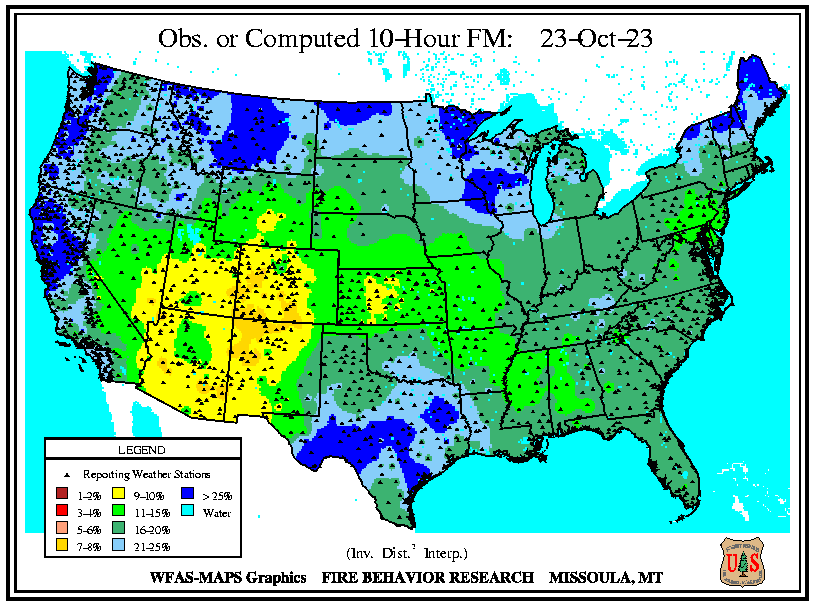 Obs. or Computed 10-Hour FM: 23-Oct-23
LEGEND
Reporting Weather Stations
1-2% 9-10% > 25%
3-4% 11-15% Water
5-6% 16-20%
7-8% 21-25%
(Inv. Dist.² Interp.)
WFAS-MAPS Graphics FIRE BEHAVIOR RESEARCH MISSOULA, MT
U S